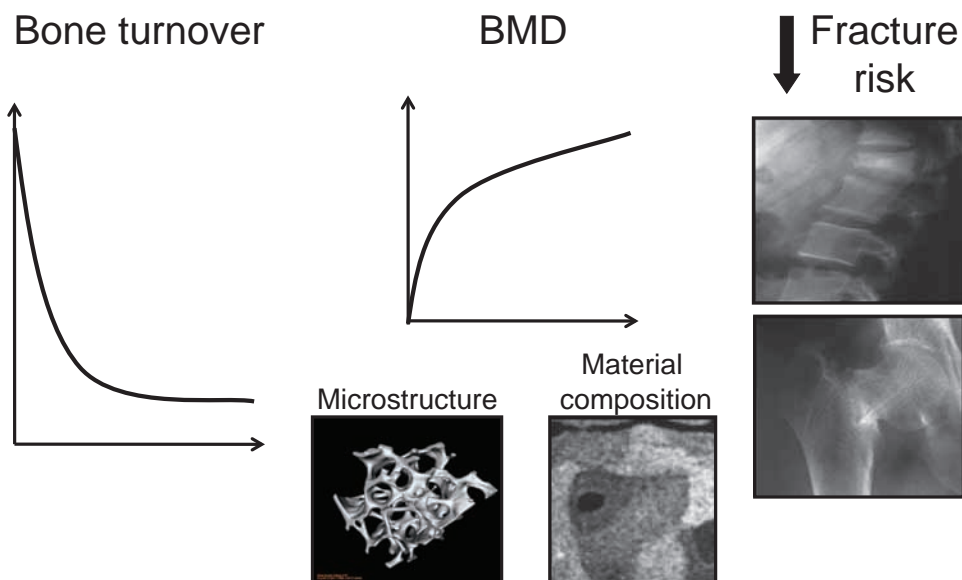 Bone turnover
BMD
Fracture
risk
Microstructure
Material
composition